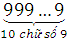 999 … 9
10 chữ số 9